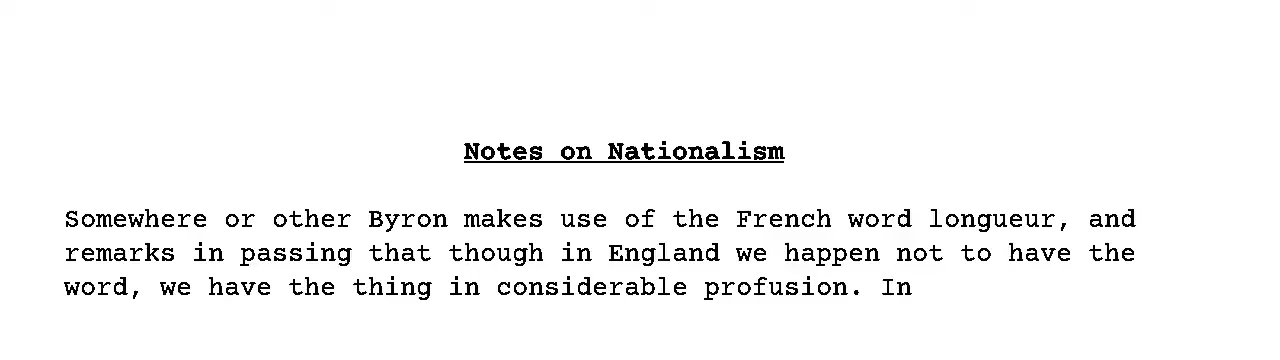 Notes on Nationalism
Somewhere or other Byron makes use of the French word longueur, and
remarks in passing that though in England we happen not to have the
word, we have the thing in considerable profusion. In